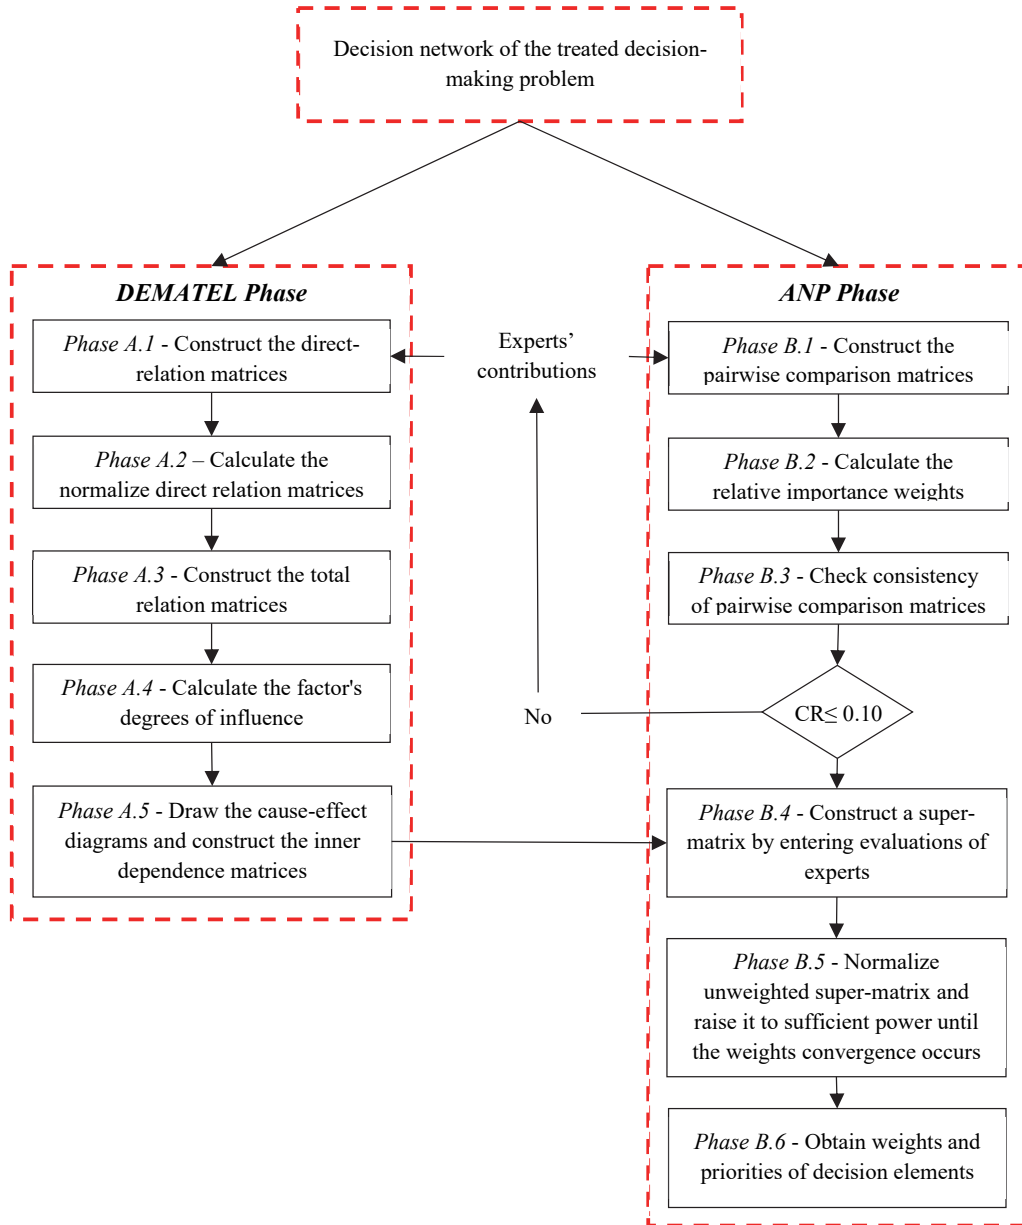 Decision network of the treated decision-
making problem
DEMATEL Phase
Phase A.1 - Construct the direct-
relation matrices
Phase A.2 – Calculate the
normalize direct relation matrices
Phase A.3 - Construct the total
relation matrices
Phase A.4 - Calculate the factor's
degrees of influence
Phase A.5 - Draw the cause-effect
diagrams and construct the inner
dependence matrices
Experts’
contributions
No
ANP Phase
Phase B.1 - Construct the
pairwise comparison matrices
Phase B.2 - Calculate the
relative importance weights
Phase B.3 - Check consistency
of pairwise comparison matrices
CR≤ 0.10
Phase B.4 - Construct a super-
matrix by entering evaluations of
experts
Phase B.5 - Normalize
unweighted super-matrix and
raise it to sufficient power until
the weights convergence occurs
Phase B.6 - Obtain weights and
priorities of decision elements